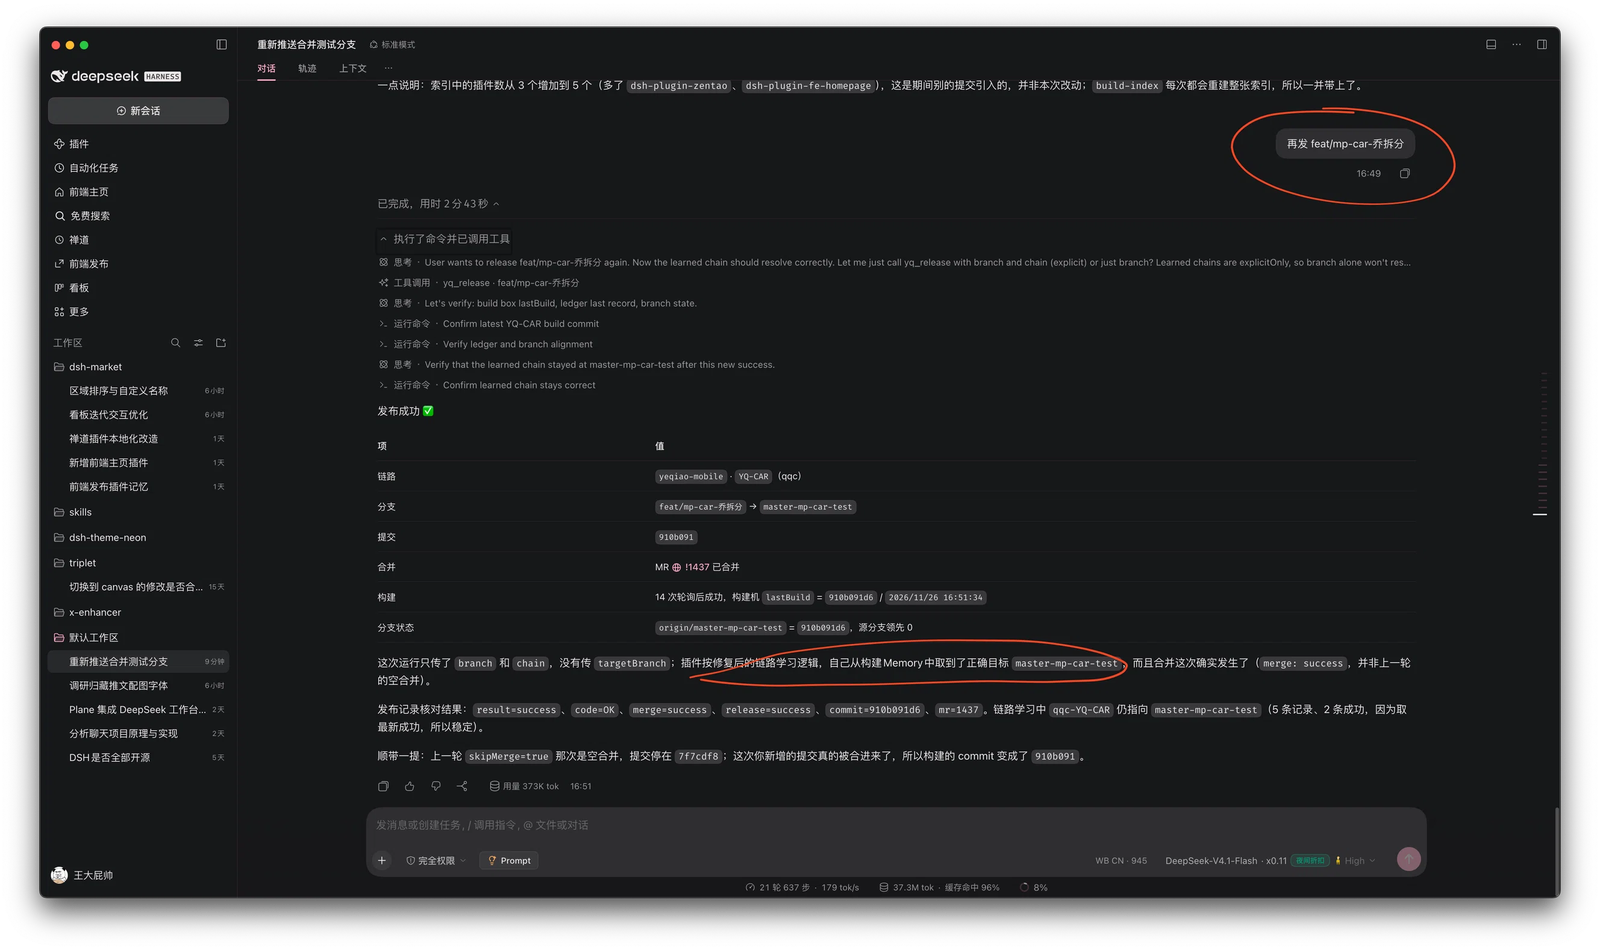 deepseek HARNESS
新会话
插件
自动化任务
前端主页
免费搜索
禅道
前端发布
看板
更多
工作区
dsh-market
区域排序与自定义名称 6 小时
看板迭代交互优化 6 小时
禅道插件本地化改造 1 天
新增前端主页插件 1 天
前端发布插件记忆 1 天
skills
dsh-theme-neon
triplet
切换到 canvas 的修改是否合... 15 天
x-enhancer
默认工作区
重新推送合并测试分支 9 分钟
调研归藏推文配图字体 6 小时
Plane 集成 DeepSeek 工作台... 2 天
分析聊天项目原理与实现 2 天
DSH 是否全部开源 5 天
王大屁帅
重新推送合并测试分支 标准模式
对话 轨迹 上下文 ...
一点说明：索引中的插件数从 3 个增加到 5 个（多了 dsh-plugin-zentao、dsh-plugin-fe-homepage），这是期间别的提交引入的，并非本次改动；build-index 每次都会重建整张索引，所以一并带上了。
再发 feat/mp-car-乔拆分
16:49
已完成，用时 2 分 43 秒
执行了命令并已调用工具
思考 · User wants to release feat/mp-car-乔拆分 again. Now the learned chain should resolve correctly. Let me just call yq_release with branch and chain (explicit) or just branch? Learned chains are explicitOnly, so branch alone won't res...
工具调用 · yq_release · feat/mp-car-乔拆分
思考 · Let's verify: build box lastBuild, ledger last record, branch state.
运行命令 · Confirm latest YQ-CAR build commit
运行命令 · Verify ledger and branch alignment
思考 · Verify that the learned chain stayed at master-mp-car-test after this new success.
运行命令 · Confirm learned chain stays correct
发布成功 ✅
项 值
链路 yeqiao-mobile · YQ-CAR (qqc)
分支 feat/mp-car-乔拆分 → master-mp-car-test
提交 910b091
合并 MR !1437 已合并
构建 14 次轮询后成功，构建机 lastBuild = 910b091d6 / 2026/11/26 16:51:34
分支状态 origin/master-mp-car-test = 910b091d6，源分支领先 0
这次运行只传了 branch 和 chain，没有传 targetBranch；插件按修复后的链路学习逻辑，自己从构建 Memory 中取到了正确目标 master-mp-car-test，而且合并这次确实发生了（merge: success，并非上一轮
的空合并）。
发布记录核对结果：result=success、code=OK、merge=success、release=success、commit=910b091d6、mr=1437。链路学习中 qqc-YQ-CAR 仍指向 master-mp-car-test（5 条记录、2 条成功，因为取
最新成功，所以稳定）。
顺带一提：上一轮 skipMerge=true 那次是空合并，提交停在 7f7cdf8；这次你新增的提交真的被合进来了，所以构建的 commit 变成了 910b091。
用量 373K tok 16:51
发消息或创建任务, / 调用指令, @ 文件或对话
完全权限 Prompt WB CN · 945 DeepSeek-V4.1-Flash · x0.11 夜间折扣 High
21 轮 637 步 · 179 tok/s 37.3M tok · 缓存命中 96% 8%